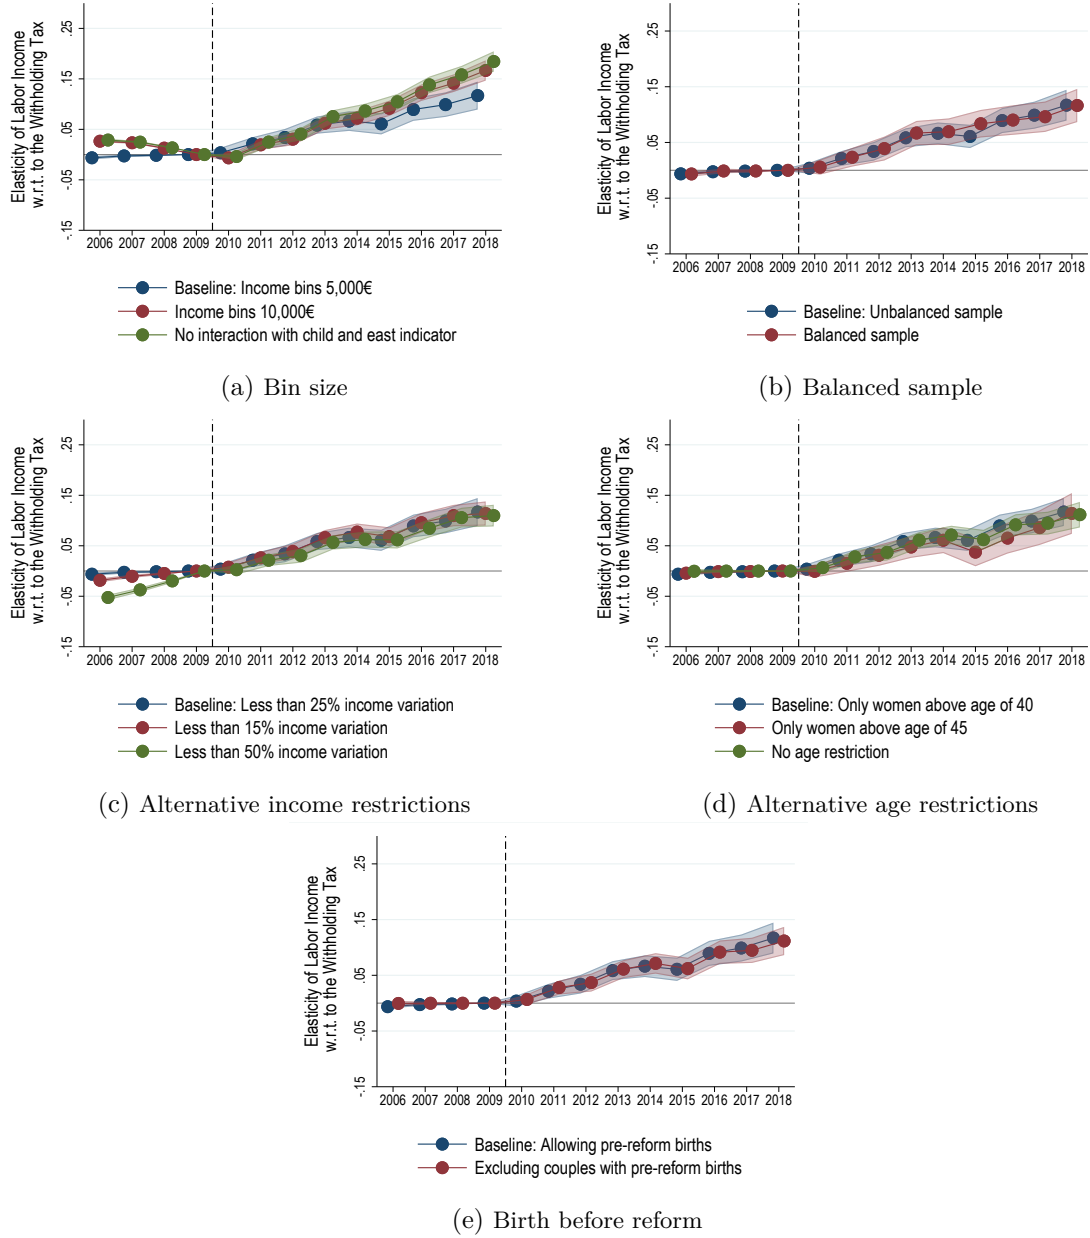 Elasticity of Labor Income
w.r.t. to the Withholding Tax
.25
.15
.05
-.05
-.15
2006 2007 2008 2009 2010 2011 2012 2013 2014 2015 2016 2017 2018
Baseline: Income bins 5,000€
Income bins 10,000€
No interaction with child and east indicator
(a) Bin size
Elasticity of Labor Income
w.r.t. to the Withholding Tax
.25
.15
.05
-.05
-.15
2006 2007 2008 2009 2010 2011 2012 2013 2014 2015 2016 2017 2018
Baseline: Unbalanced sample
Balanced sample
(b) Balanced sample
Elasticity of Labor Income
w.r.t. to the Withholding Tax
.25
.15
.05
-.05
-.15
2006 2007 2008 2009 2010 2011 2012 2013 2014 2015 2016 2017 2018
Baseline: Less than 25% income variation
Less than 15% income variation
Less than 50% income variation
(c) Alternative income restrictions
Elasticity of Labor Income
w.r.t. to the Withholding Tax
.25
.15
.05
-.05
-.15
2006 2007 2008 2009 2010 2011 2012 2013 2014 2015 2016 2017 2018
Baseline: Only women above age of 40
Only women above age of 45
No age restriction
(d) Alternative age restrictions
Elasticity of Labor Income
w.r.t. to the Withholding Tax
.25
.15
.05
-.05
-.15
2006 2007 2008 2009 2010 2011 2012 2013 2014 2015 2016 2017 2018
Baseline: Allowing pre-reform births
Excluding couples with pre-reform births
(e) Birth before reform